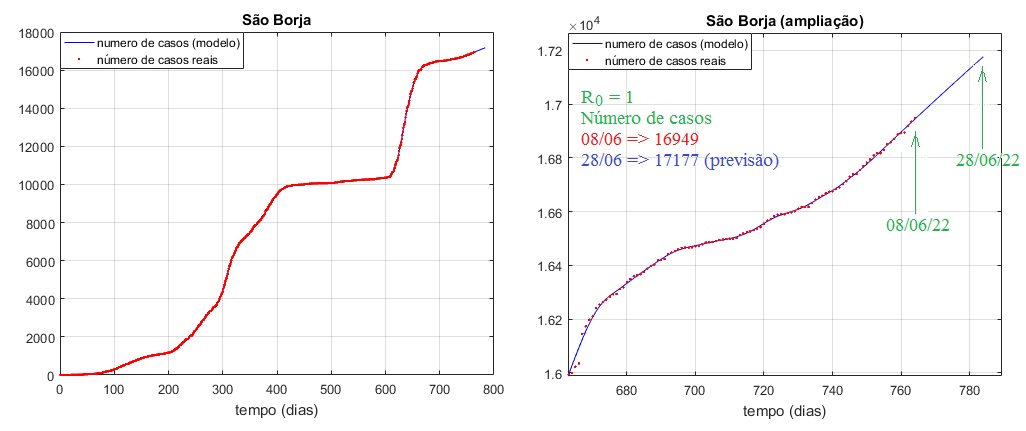 São Borja
18000
16000
14000
12000
10000
8000
6000
4000
2000
0
numero de casos (modelo)
número de casos reais
0 100 200 300 400 500 600 700 800
tempo (dias)
São Borja (ampliação)
×10⁴
1.72
1.7
1.68
1.66
1.64
1.62
1.6
numero de casos (modelo)
número de casos reais
R₀ = 1
Número de casos
08/06 => 16949
28/06 => 17177 (previsão)
28/06/22
08/06/22
680 700 720 740 760 780
tempo (dias)